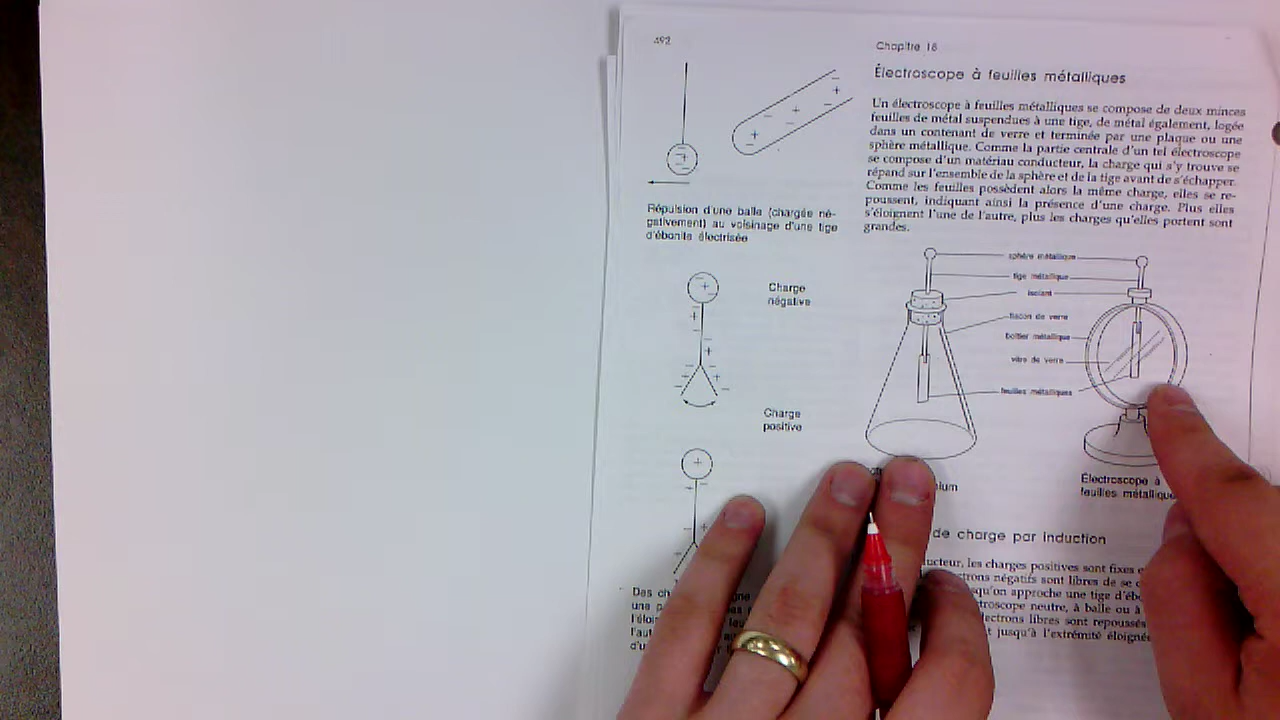 492
Chapitre 16
Électroscope à feuilles métalliques
Un électroscope à feuilles métalliques se compose de deux minces
feuilles de métal suspendues à une tige, de métal également, logée
dans un contenant de verre et terminée par une plaque ou une
sphère métallique. Comme la partie centrale d'un tel électroscope
se compose d'un matériau conducteur, la charge qui s'y trouve se
répand sur l'ensemble de la sphère et de la tige avant de s'échapper.
Comme les feuilles possèdent alors la même charge, elles se re-
poussent, indiquant ainsi la présence d'une charge. Plus elles
s'éloignent l'une de l'autre, plus les charges qu'elles portent sont
grandes.
Répulsion d'une balle (chargée né-
gativement) au voisinage d'une tige
d'ébonite électrisée
Charge
négative
Charge
positive
sphère métallique
tige métallique
isolant
flacon de verre
boîtier métallique
vitre de verre
feuilles métalliques
Électroscope à
feuilles métallique
de charge par induction
ucteur, les charges positives sont fixes
trons négatifs sont libres de se
qu'on approche une tige d'ébo
troscope neutre, à balle ou à
lectrons libres sont repoussés
t jusqu'à l'extrémité éloignée
Des ch
une p
l'éloi
l'aut
d'u